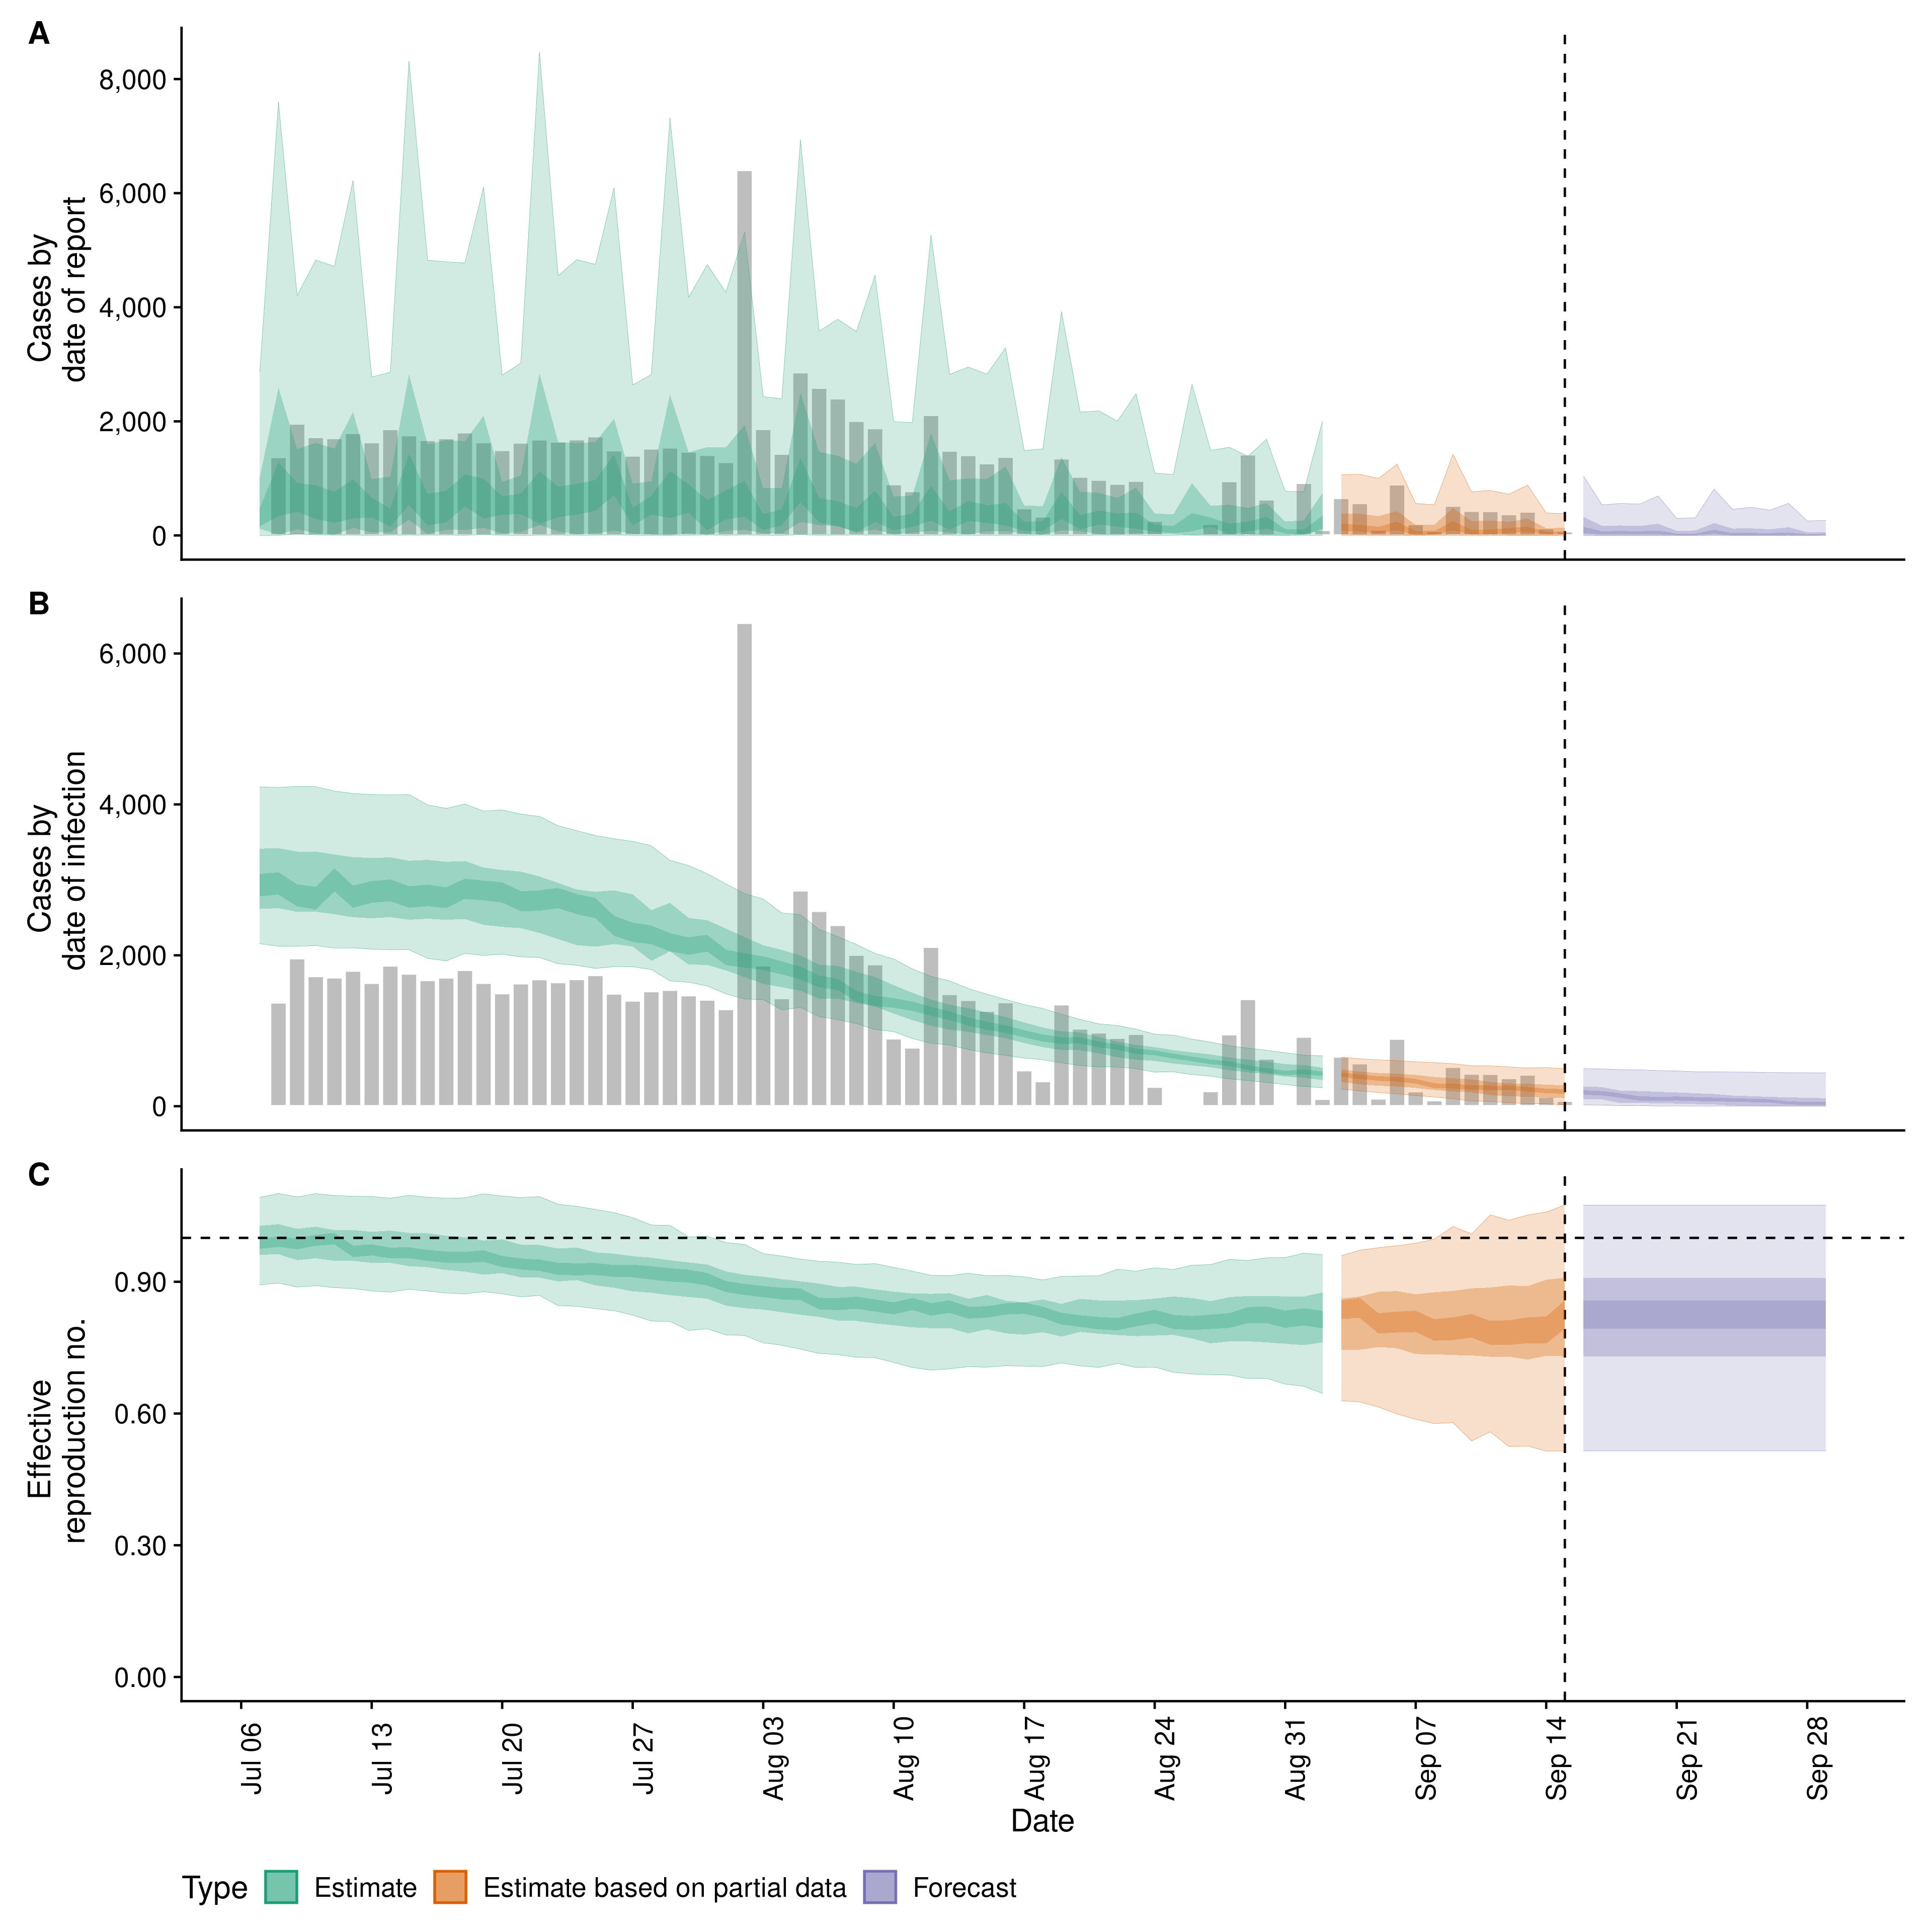 A
8,000
6,000
4,000
2,000
0
Cases by
date of report
B
6,000
4,000
2,000
0
Cases by
date of infection
C
0.90
0.60
0.30
0.00
Effective
reproduction no.
Jul 06
Jul 13
Jul 20
Jul 27
Aug 03
Aug 10
Aug 17
Aug 24
Aug 31
Sep 07
Sep 14
Sep 21
Sep 28
Date
Type Estimate Estimate based on partial data Forecast